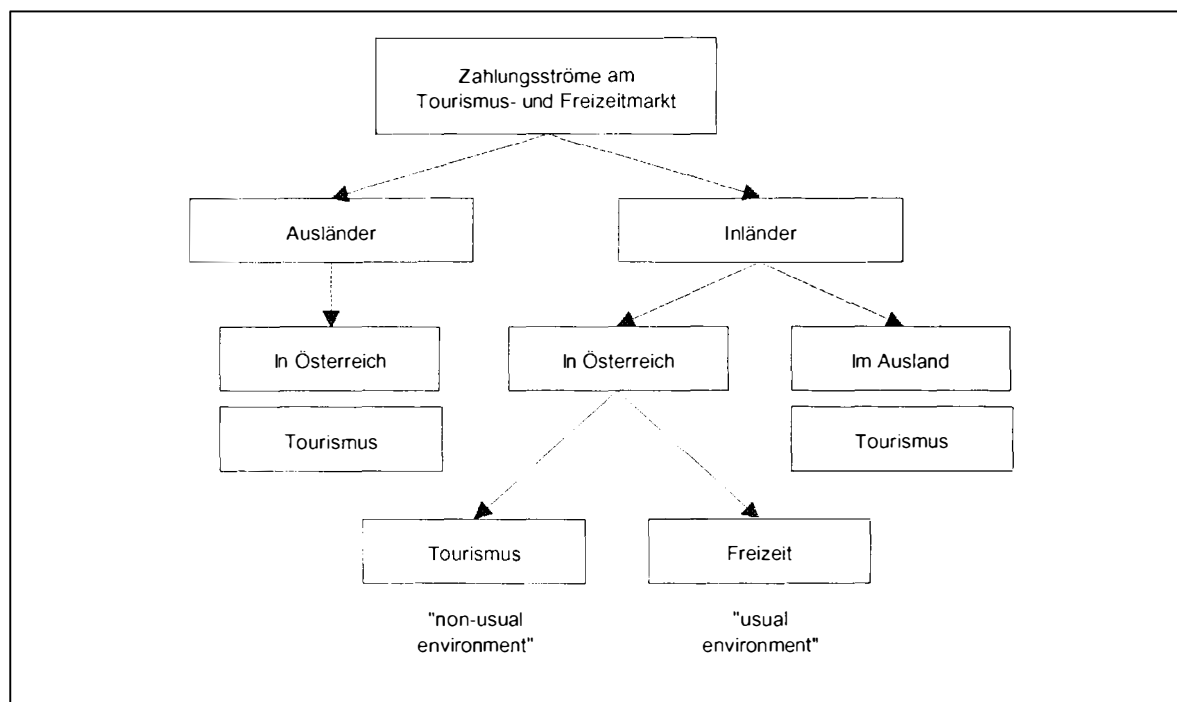 Zahlungsströme am
Tourismus- und Freizeitmarkt
Ausländer
Inländer
In Österreich
In Österreich
Im Ausland
Tourismus
Tourismus
Tourismus
Freizeit
"non-usual
environment"
"usual
environment"